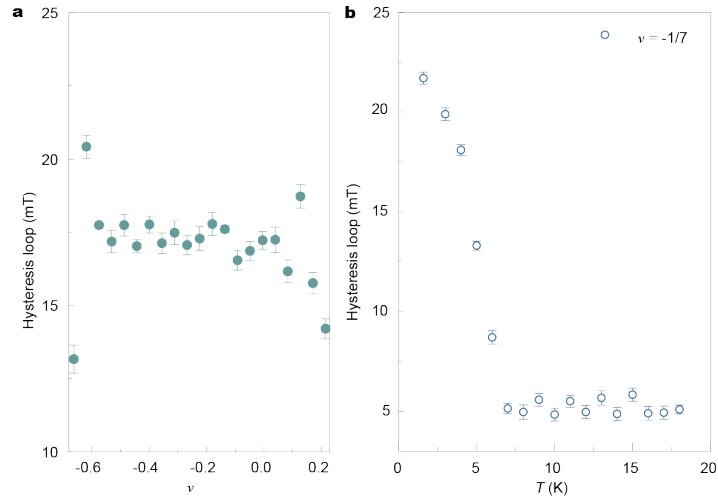 a
25
20
15
10
Hysteresis loop (mT)
-0.6
-0.4
-0.2
0.0
0.2
ν
b
25
20
15
10
5
Hysteresis loop (mT)
ν = -1/7
0
5
10
15
20
T (K)